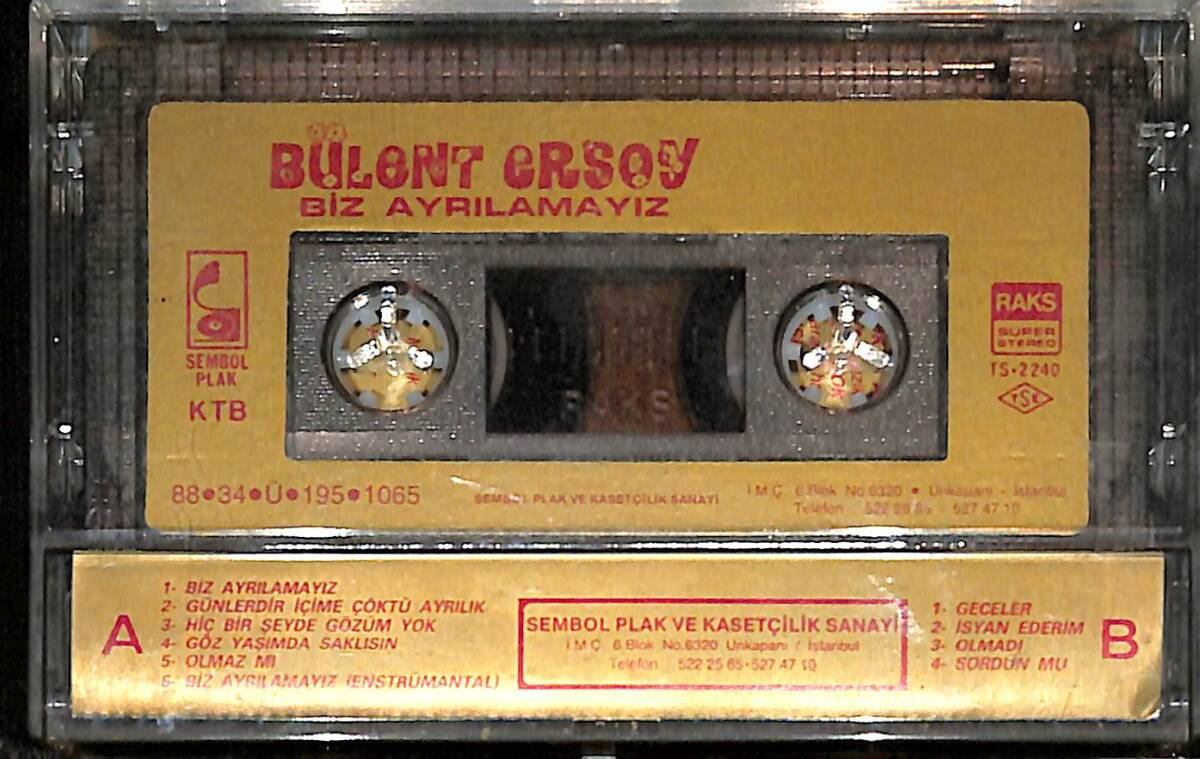 BÜLENT ERSOY
BİZ AYRILAMAYIZ
SEMBOL
PLAK
KTB
RAKS
SUPER
STEREO
TS-2240
TSE
RAKS
88•34•Ü•195•1065
SEMBOL PLAK VE KASETÇİLİK SANAYİ
İ M Ç 6.Blok No.6320 • Unkapanı - İstanbul
Telefon 527 47 10
A
1- BİZ AYRILAMAYIZ
2- GÜNLERDİR İÇİME ÇÖKTÜ AYRILIK
3- HİÇ BİR ŞEYDE GÖZÜM YOK
4- GÖZ YAŞIMDA SAKLISIN
5- OLMAZ MI
6- BİZ AYRILAMAYIZ (ENSTRÜMANTAL)
SEMBOL PLAK VE KASETÇİLİK SANAYİ
İ M Ç 6.Blok No.6320 Unkapanı / İstanbul
Telefon 522 25 65-527 47 10
1- GECELER
2- İSYAN EDERİM
3- OLMADI
4- SORDUN MU
B